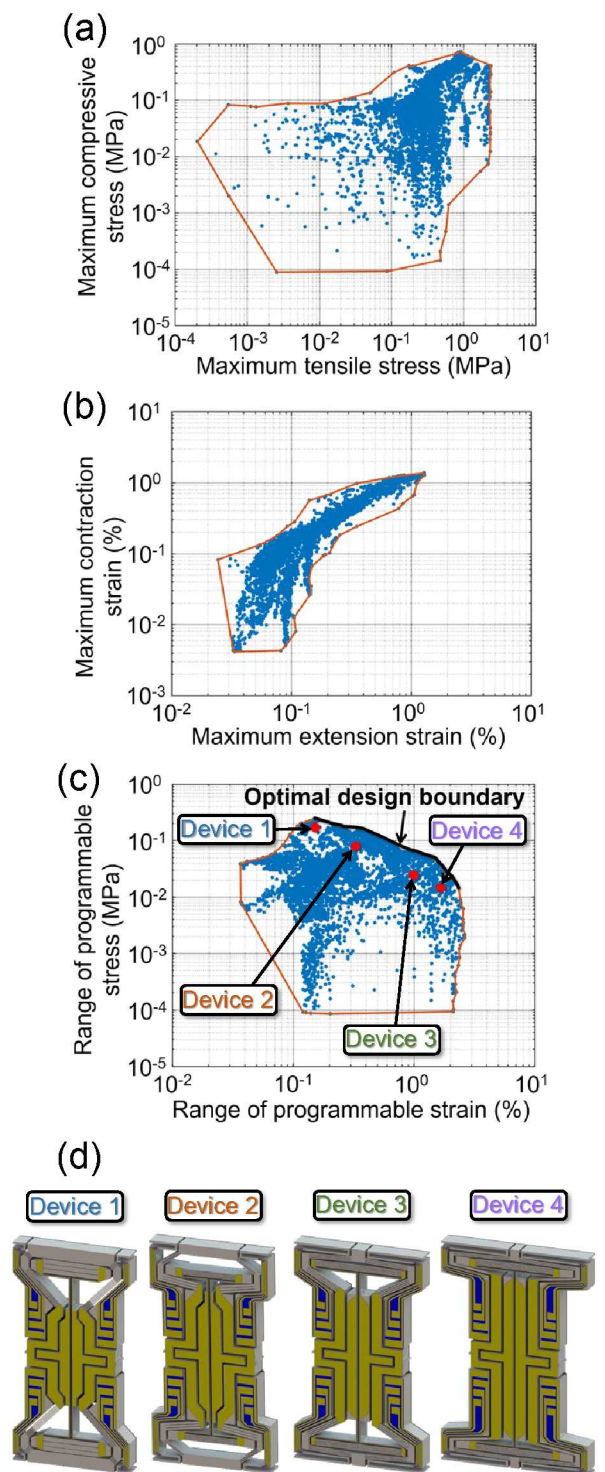 (a)
Maximum compressive
stress (MPa)
10^0
10^-1
10^-2
10^-3
10^-4
10^-5
10^-4 10^-3 10^-2 10^-1 10^0 10^1
Maximum tensile stress (MPa)
(b)
Maximum contraction
strain (%)
10^1
10^0
10^-1
10^-2
10^-3
10^-2 10^-1 10^0 10^1
Maximum extension strain (%)
(c)
Range of programmable
stress (MPa)
10^0
10^-1
10^-2
10^-3
10^-4
10^-5
Optimal design boundary
Device 1
Device 4
Device 2
Device 3
10^-2 10^-1 10^0 10^1
Range of programmable strain (%)
(d)
Device 1 Device 2 Device 3 Device 4